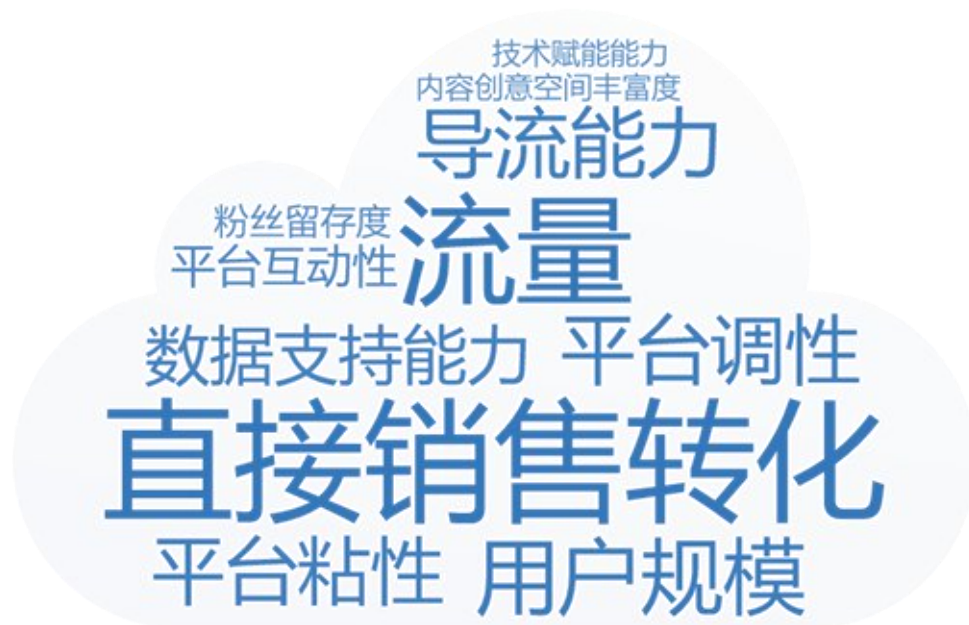 技术赋能能力
内容创意空间丰富度
导流能力
粉丝留存度
流量
平台互动性
数据支持能力 平台调性
直接销售转化
平台粘性 用户规模